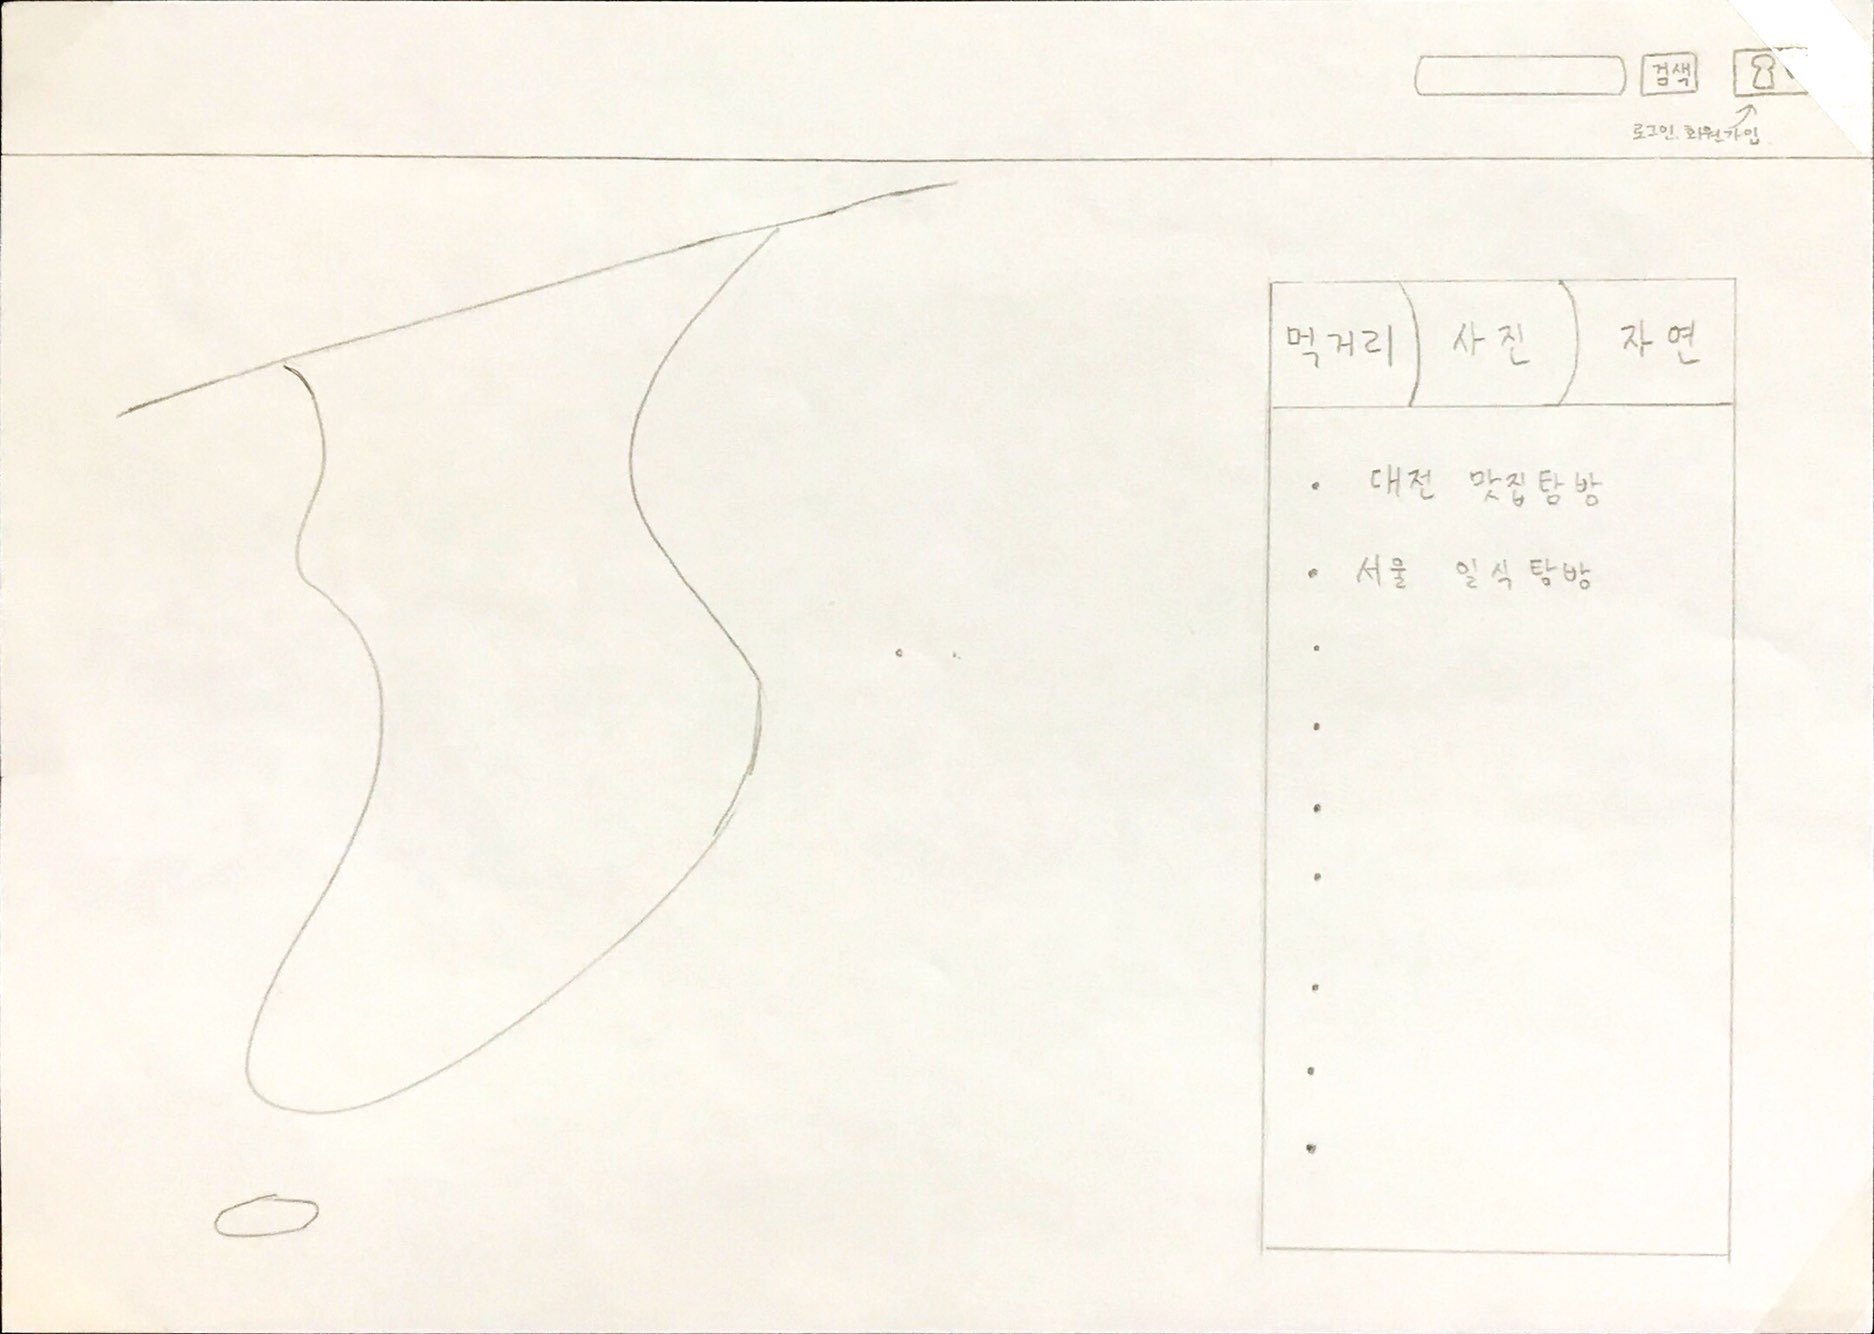 검색
로그인. 회원가입
먹거리 사진 자연
• 대전 맛집탐방
• 서울 일식탐방